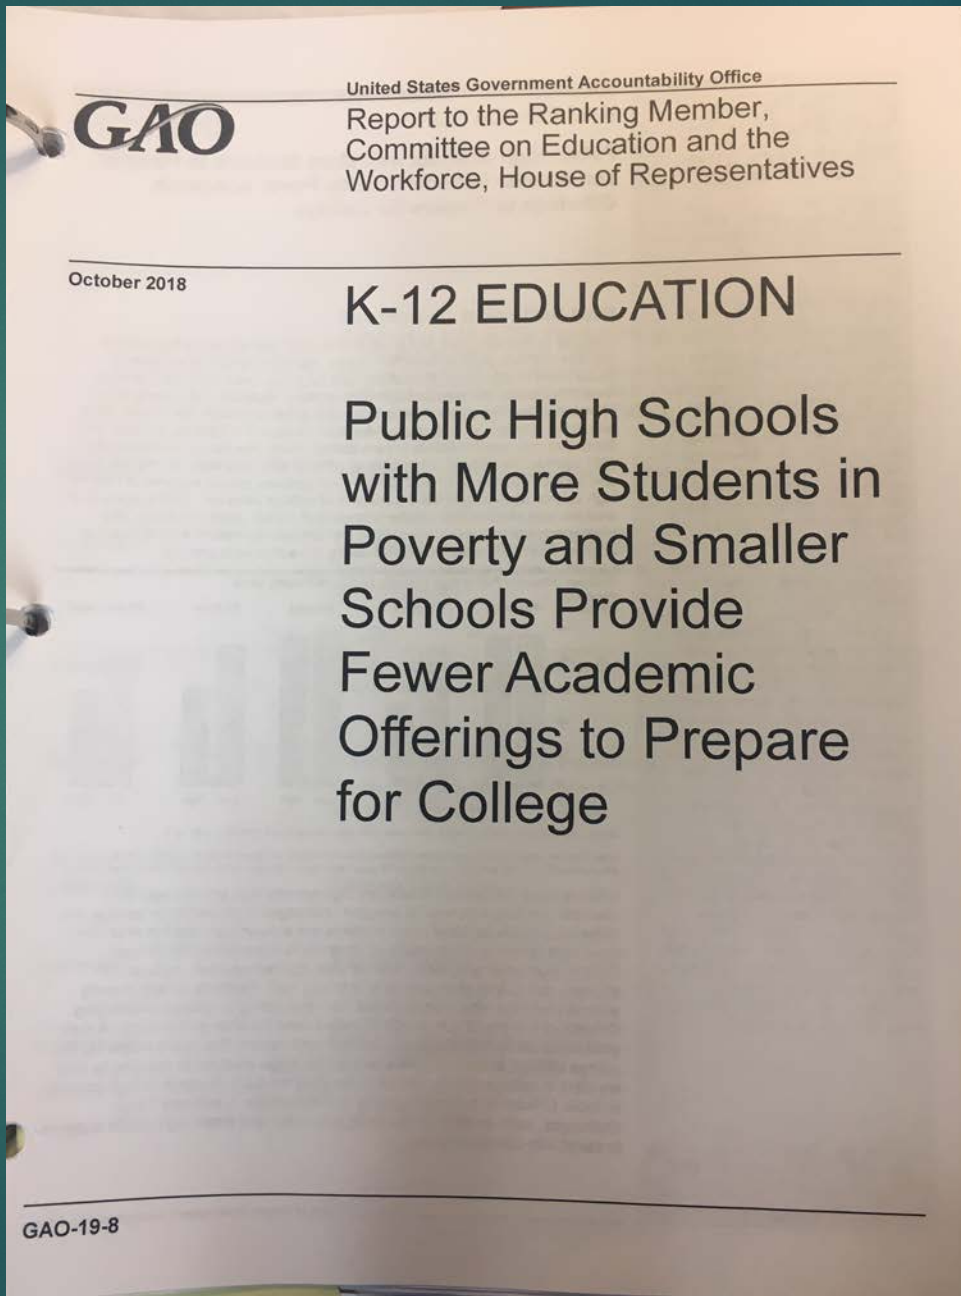 GAO
United States Government Accountability Office
Report to the Ranking Member,
Committee on Education and the
Workforce, House of Representatives
October 2018
K-12 EDUCATION
Public High Schools
with More Students in
Poverty and Smaller
Schools Provide
Fewer Academic
Offerings to Prepare
for College
GAO-19-8